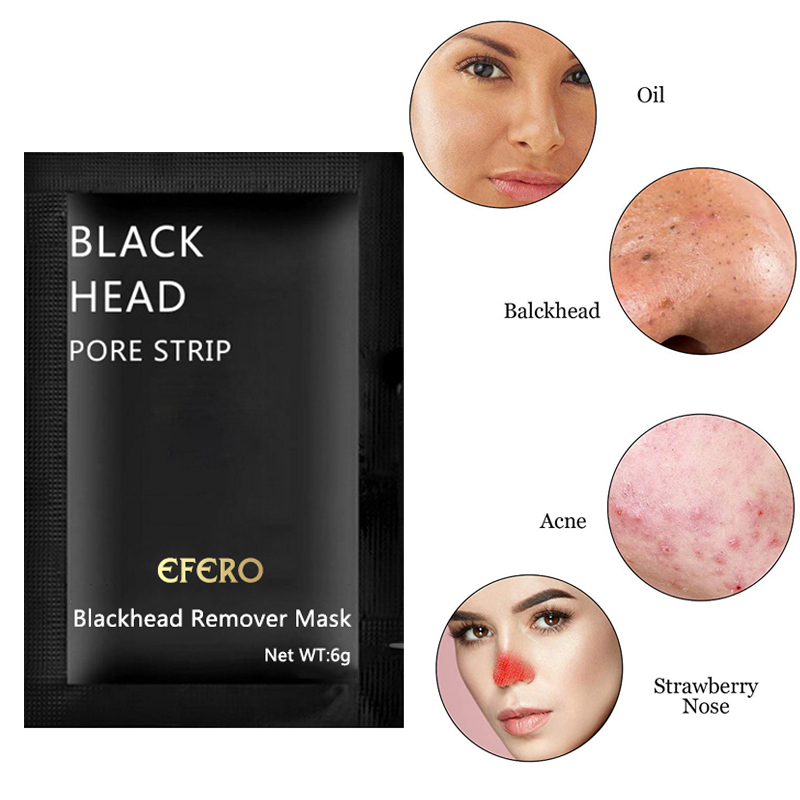 BLACK
HEAD
PORE STRIP
EFERO
Blackhead Remover Mask
Net WT:6g
Oil
Balckhead
Acne
Strawberry
Nose